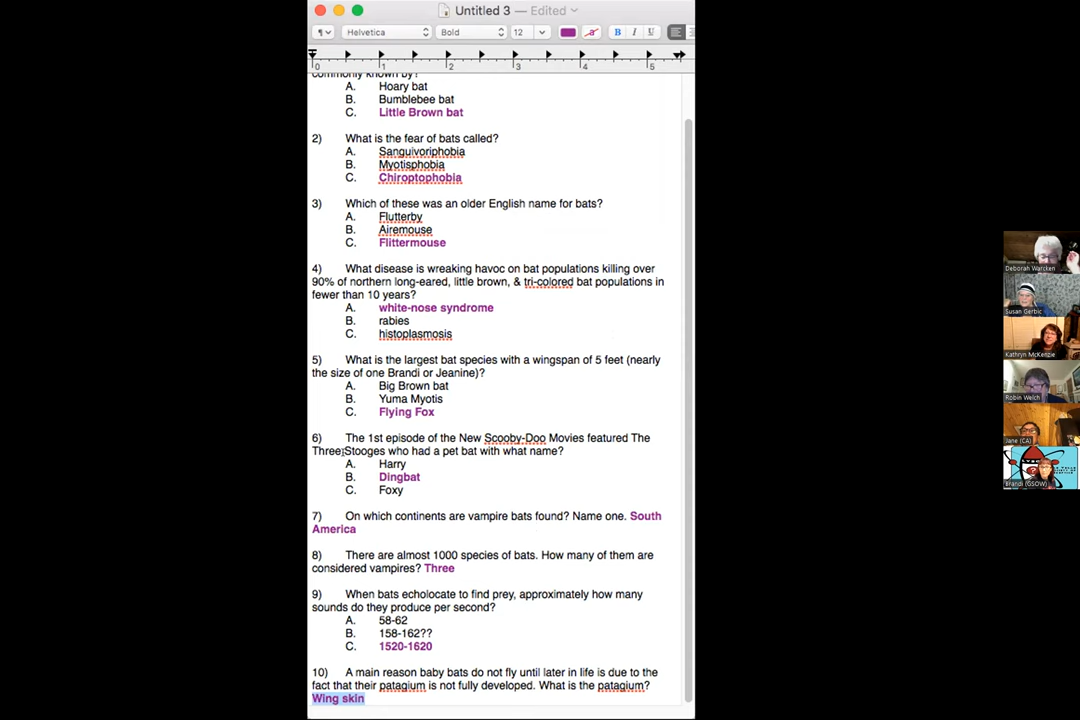 Untitled 3 — Edited
¶
Helvetica
Bold
12
a
B I U
0 1 2 3 4 5
commonly known by?
A. Hoary bat
B. Bumblebee bat
C. Little Brown bat
2) What is the fear of bats called?
A. Sanguivoriphobia
B. Myotisphobia
C. Chiroptophobia
3) Which of these was an older English name for bats?
A. Flutterby
B. Airemouse
C. Flittermouse
4) What disease is wreaking havoc on bat populations killing over
90% of northern long-eared, little brown, & tri-colored bat populations in
fewer than 10 years?
A. white-nose syndrome
B. rabies
C. histoplasmosis
5) What is the largest bat species with a wingspan of 5 feet (nearly
the size of one Brandi or Jeanine)?
A. Big Brown bat
B. Yuma Myotis
C. Flying Fox
6) The 1st episode of the New Scooby-Doo Movies featured The
Three Stooges who had a pet bat with what name?
A. Harry
B. Dingbat
C. Foxy
7) On which continents are vampire bats found? Name one. South
America
8) There are almost 1000 species of bats. How many of them are
considered vampires? Three
9) When bats echolocate to find prey, approximately how many
sounds do they produce per second?
A. 58-62
B. 158-162??
C. 1520-1620
10) A main reason baby bats do not fly until later in life is due to the
fact that their patagium is not fully developed. What is the patagium?
Wing skin
Deborah Warcken
Susan Gerbic
Kathryn McKenzie
Robin Welch
Jane (CA)
Brandi (GSOW)